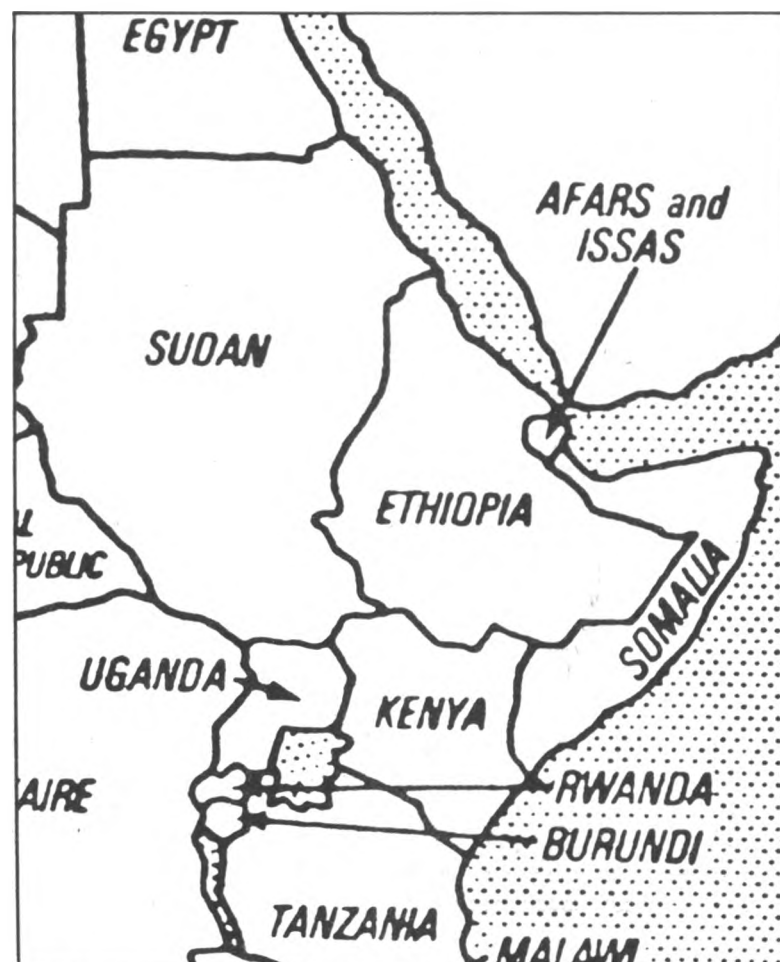 EGYPT
AFARS and
ISSAS
SUDAN
ETHIOPIA
L
PUBLIC
SOMALIA
UGANDA
KENYA
AIRE
RWANDA
BURUNDI
TANZANIA
MALAWI